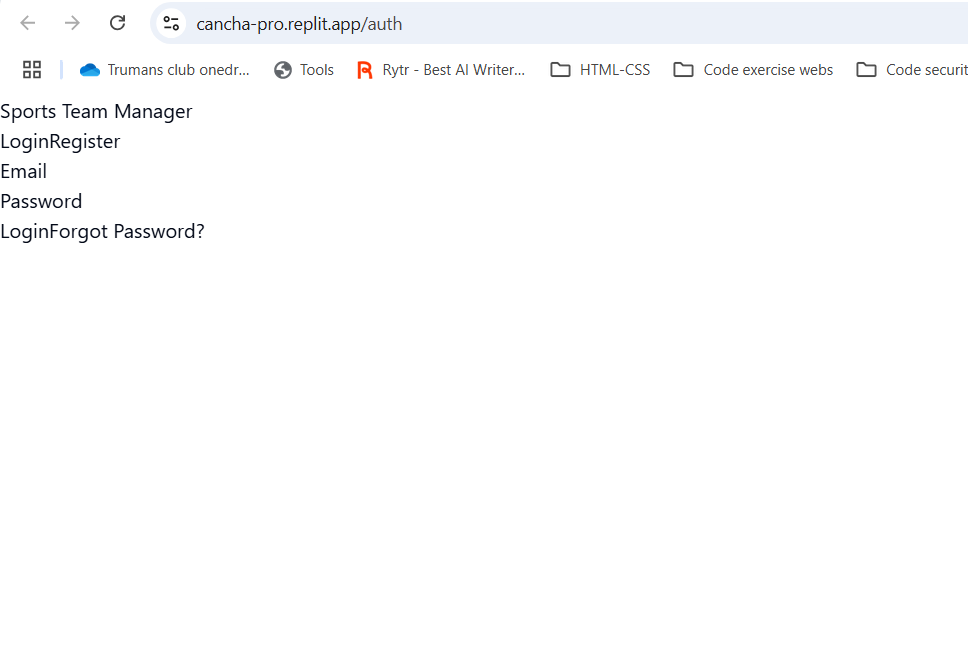 cancha-pro.replit.app/auth
Trumans club onedr... Tools Rytr - Best AI Writer... HTML-CSS Code exercise webs Code securit
Sports Team Manager
LoginRegister
Email
Password
LoginForgot Password?